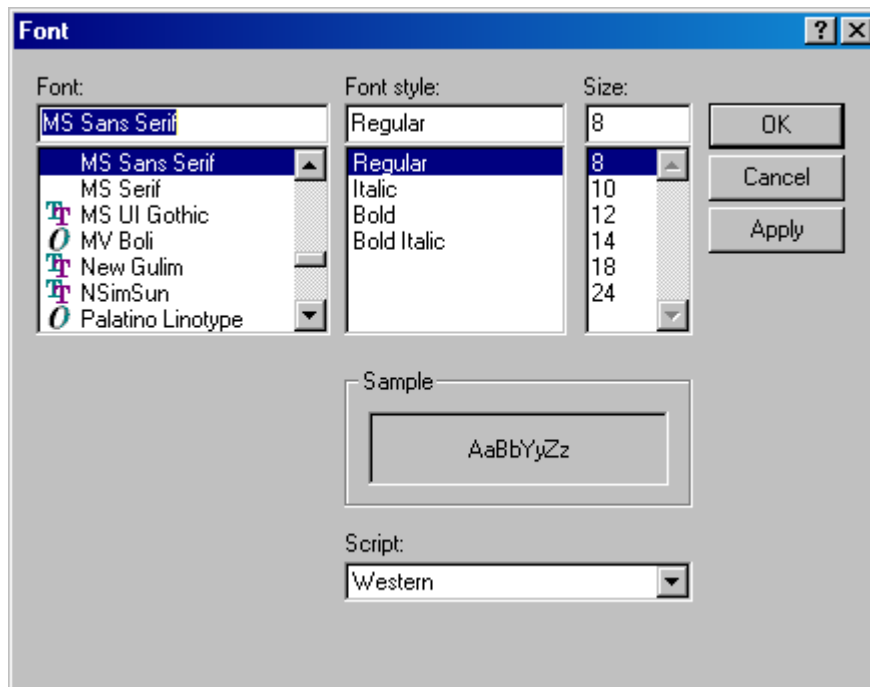 Font
Font:
MS Sans Serif
MS Sans Serif
MS Serif
MS UI Gothic
MV Boli
New Gulim
NSimSun
Palatino Linotype
Font style:
Regular
Regular
Italic
Bold
Bold Italic
Size:
8
8
10
12
14
18
24
OK
Cancel
Apply
Sample
AaBbYyZz
Script:
Western